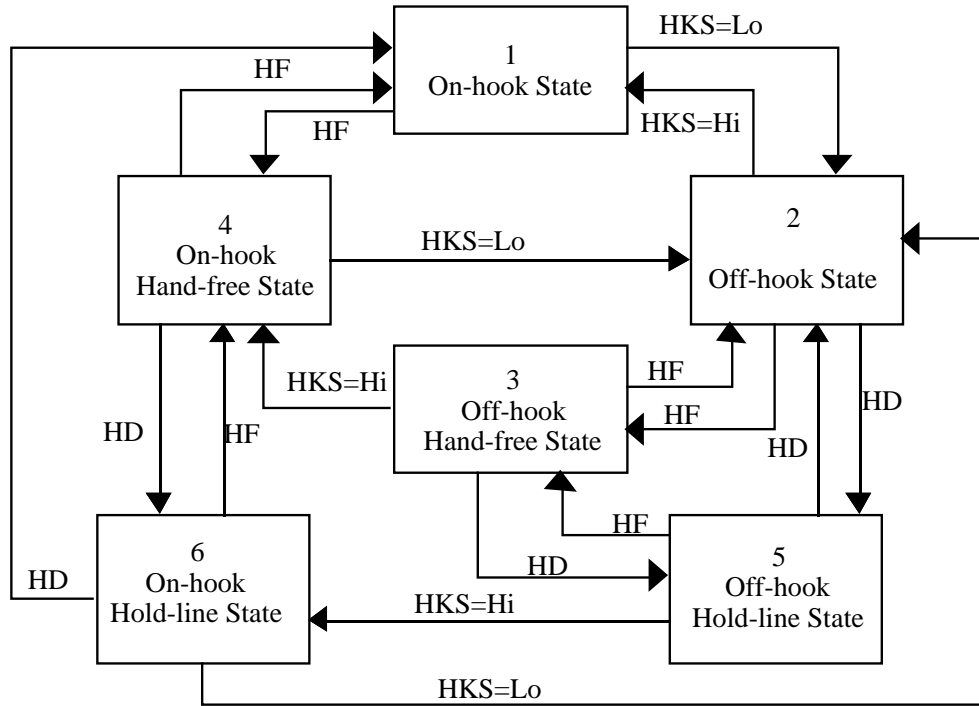 HKS=Lo
1
On-hook State
HF
HF
HKS=Hi
4
On-hook
Hand-free State
HKS=Lo
2
Off-hook State
HKS=Hi
3
Off-hook
Hand-free State
HF
HF
HD
HD
HF
HD
6
On-hook
Hold-line State
HF
HD
5
Off-hook
Hold-line State
HD
HKS=Hi
HKS=Lo